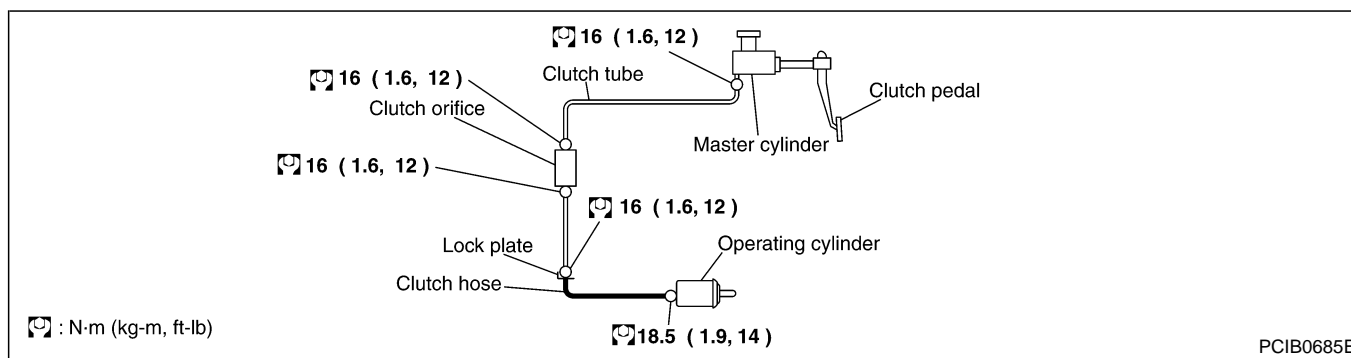 16 ( 1.6, 12 )
16 ( 1.6, 12 )
Clutch tube
Clutch pedal
Clutch orifice
Master cylinder
16 ( 1.6, 12 )
16 ( 1.6, 12 )
Lock plate
Operating cylinder
Clutch hose
: N·m (kg-m, ft-lb)
18.5 ( 1.9, 14 )
PCIB0685E